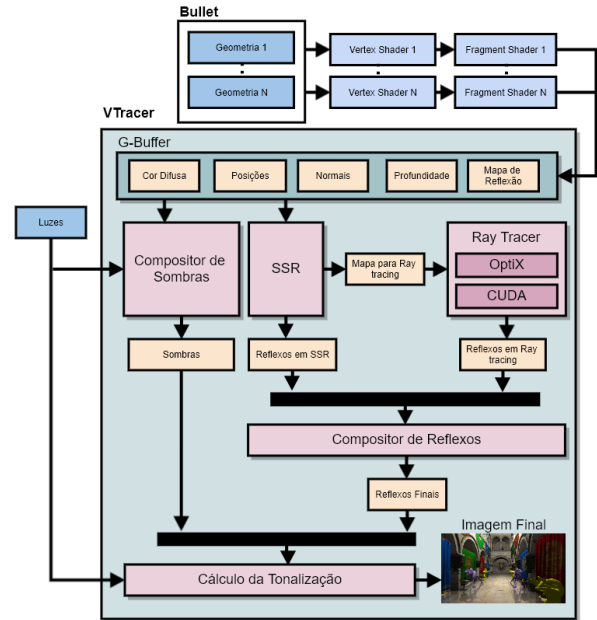 Bullet
Geometria 1
Vertex Shader 1
Fragment Shader 1
Geometria N
Vertex Shader N
Fragment Shader N
VTracer
G-Buffer
Cor Difusa
Posições
Normais
Profundidade
Mapa de
Reflexão
Luzes
Compositor de
Sombras
SSR
Mapa para Ray
tracing
Ray Tracer
OptiX
CUDA
Sombras
Reflexos em SSR
Reflexos em Ray
tracing
Compositor de Reflexos
Reflexos Finais
Imagem Final
Cálculo da Tonalização